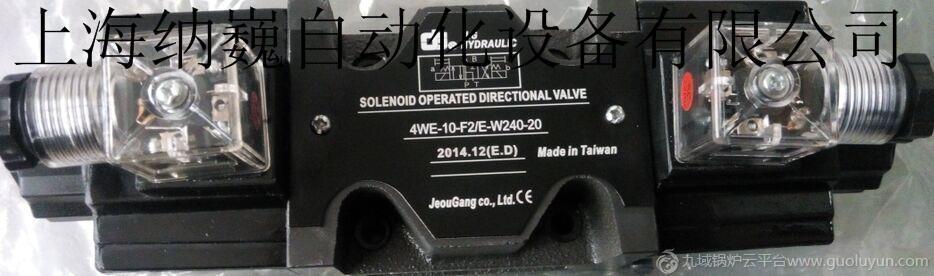 上海纳巍自动化设备有限公司
HYDRAULIC
a A B b
P T
SOLENOID OPERATED DIRECTIONAL VALVE
4WE-10-F2/E-W240-20
2014.12(E.D) Made in Taiwan
JeouGang co., Ltd. CE
九域锅炉云平台www.guoluyun.com